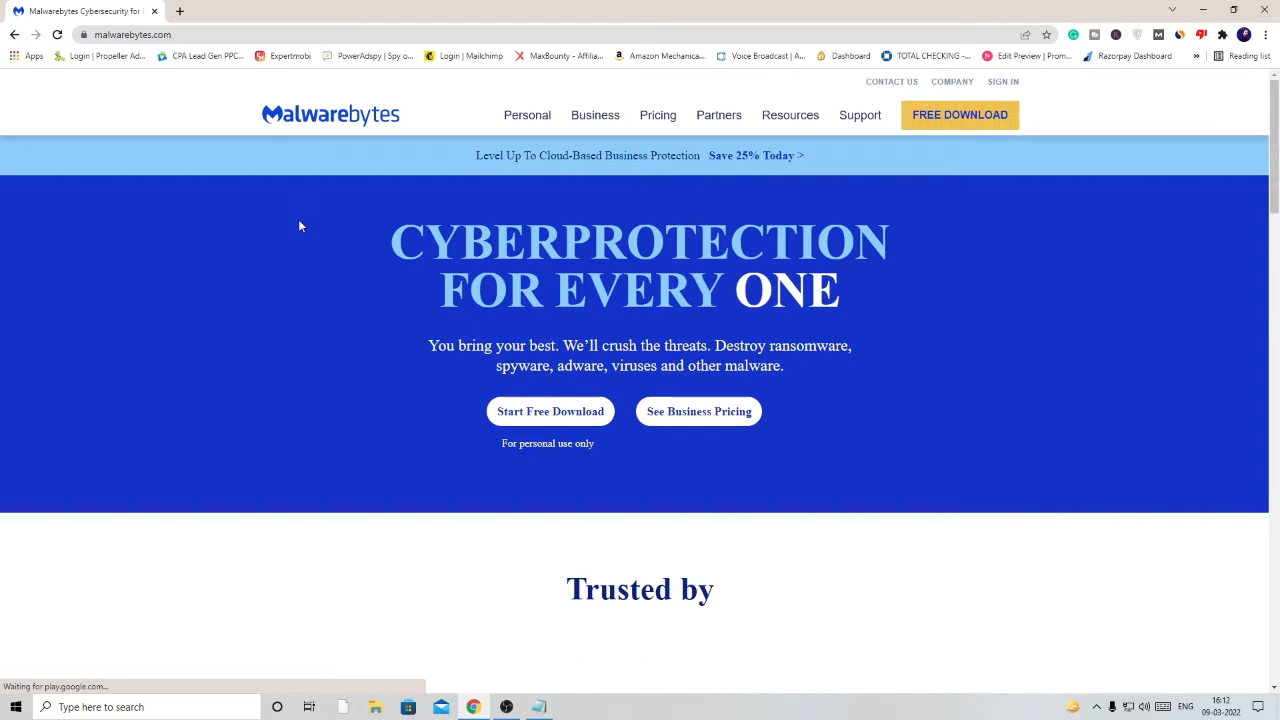 Malwarebytes Cybersecurity for
malwarebytes.com
Apps
Login | Propeller Ad...
CPA Lead Gen PPC...
Expertmobi
Powerdspy | Spy o...
Login | Mailchimp
MaxBounty - Affilia...
Amazon Mechanica...
Voice Broadcast | Ac...
Dashboard
TOTAL CHECKING -...
Edit Preview | Prom...
Razorpay Dashboard
»
Reading list
CONTACT US COMPANY SIGN IN
Malwarebytes
Personal Business Pricing Partners Resources Support FREE DOWNLOAD
Level Up To Cloud-Based Business Protection Save 25% Today >
CYBERPROTECTION
FOR EVERY ONE
You bring your best. We’ll crush the threats. Destroy ransomware,
spyware, adware, viruses and other malware.
Start Free Download See Business Pricing
For personal use only
Trusted by
Waiting for play.google.com...
Type here to search
ENG
16:12
09-03-2022